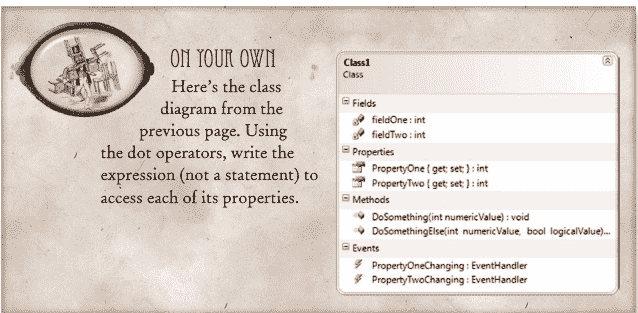 ON YOUR OWN
Here's the class
diagram from the
previous page. Using
the dot operators, write the
expression (not a statement) to
access each of its properties.
Class1
Class
Fields
fieldOne : int
fieldTwo : int
Properties
PropertyOne { get; set; } : int
PropertyTwo { get; set; } : int
Methods
DoSomething(int numericValue) : void
DoSomethingElse(int numericValue, bool logicalValue)...
Events
PropertyOneChanging : EventHandler
PropertyTwoChanging : EventHandler